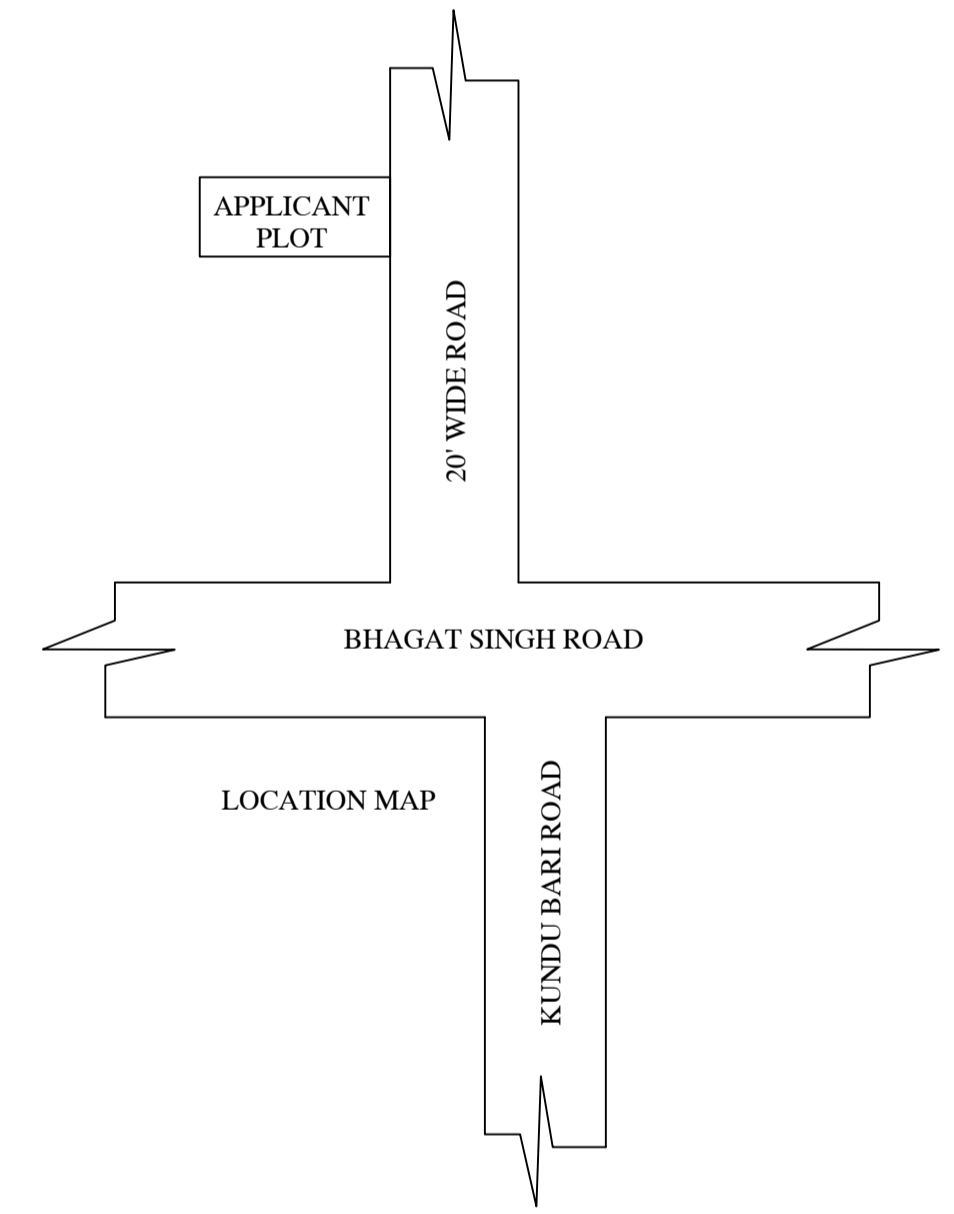 APPLICANT
PLOT
20' WIDE ROAD
BHAGAT SINGH ROAD
LOCATION MAP
KUNDU BARI ROAD